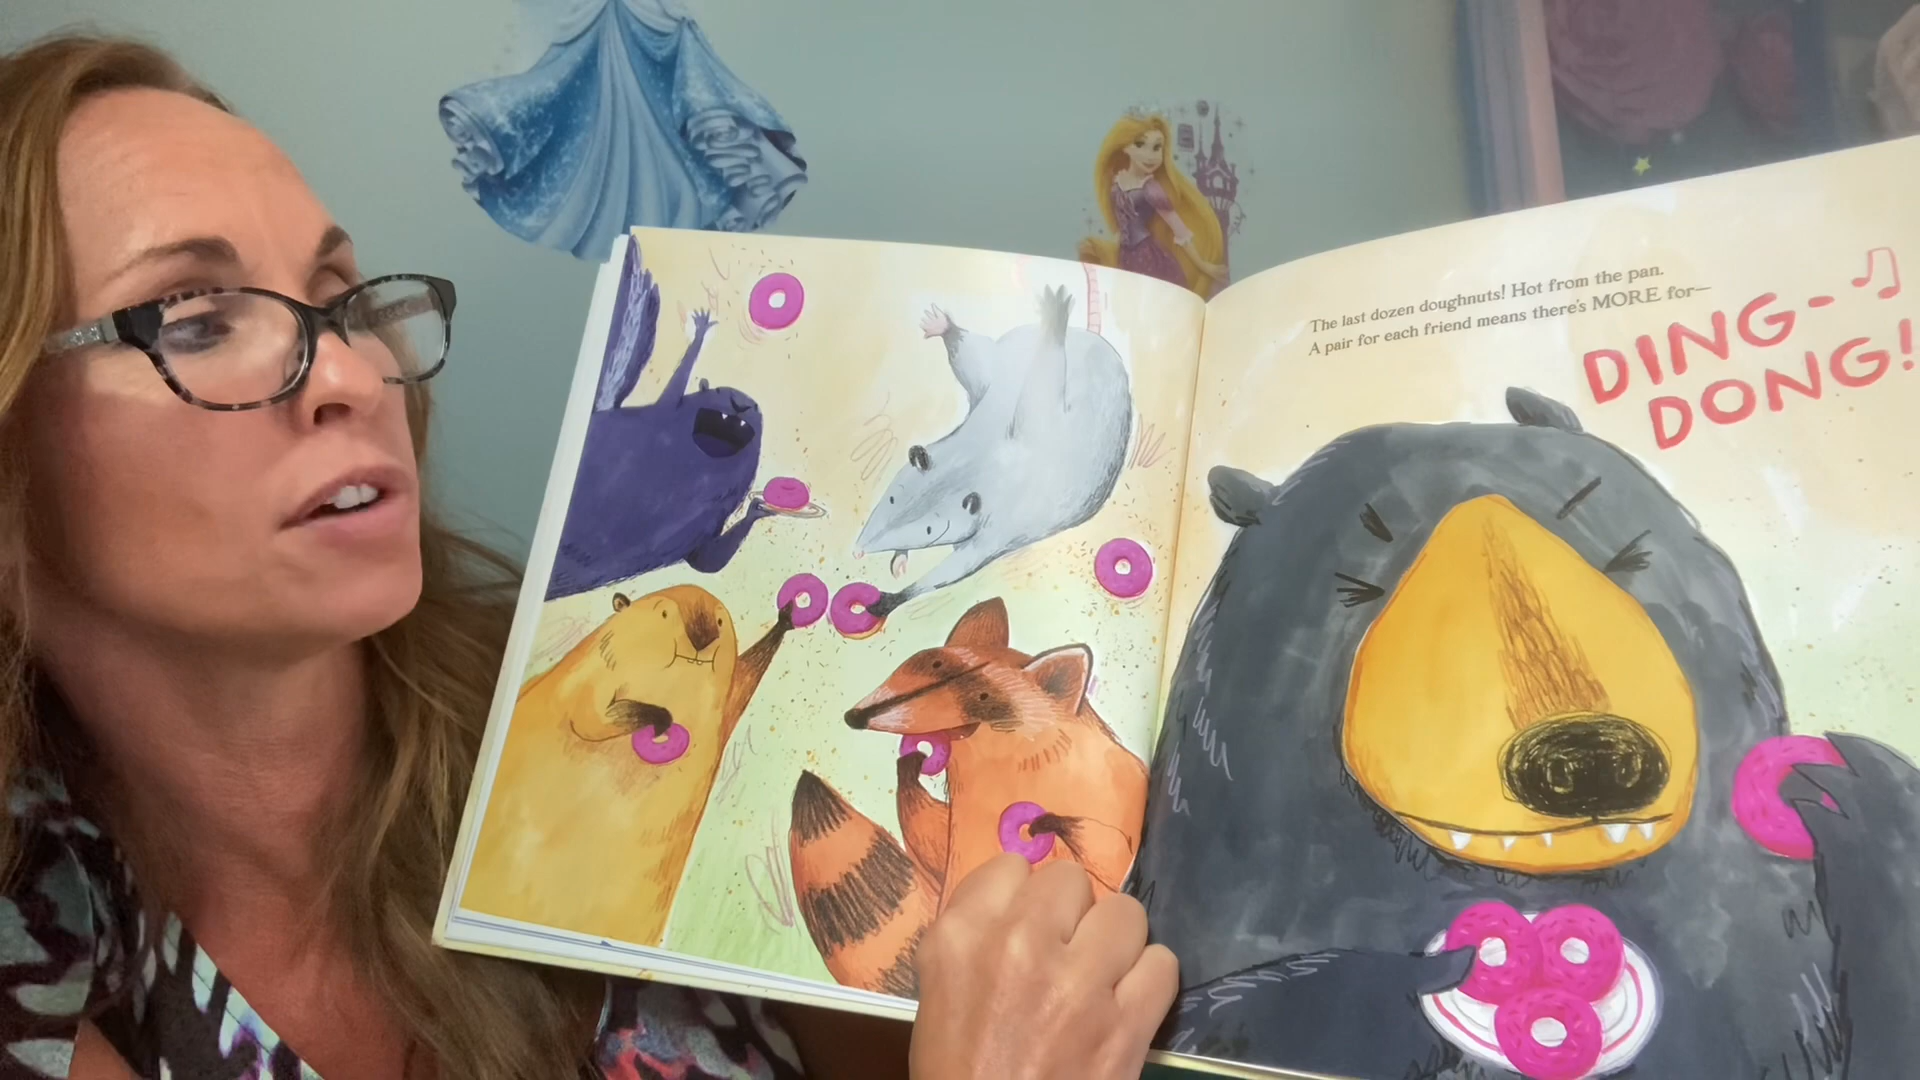 The last dozen doughnuts! Hot from the pan.
A pair for each friend means there's MORE for—
DING-
DONG!